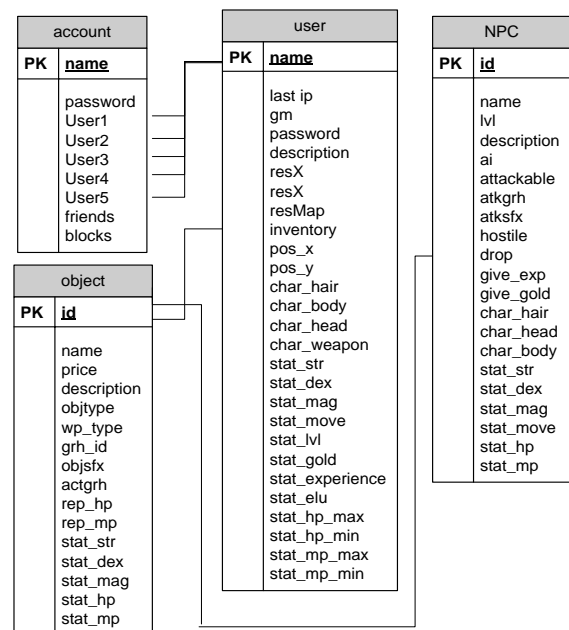 account
PK name
password
User1
User2
User3
User4
User5
friends
blocks
object
PK id
name
price
description
objtype
wp_type
grh_id
objsfx
actgrh
rep_hp
rep_mp
stat_str
stat_dex
stat_mag
stat_hp
stat_mp
user
PK name
last ip
gm
password
description
resX
resX
resMap
inventory
pos_x
pos_y
char_hair
char_body
char_head
char_weapon
stat_str
stat_dex
stat_mag
stat_move
stat_lvl
stat_gold
stat_experience
stat_elu
stat_hp_max
stat_hp_min
stat_mp_max
stat_mp_min
NPC
PK id
name
lvl
description
ai
attackable
atkgrh
atksfx
hostile
drop
give_exp
give_gold
char_hair
char_head
char_body
stat_str
stat_dex
stat_mag
stat_move
stat_hp
stat_mp